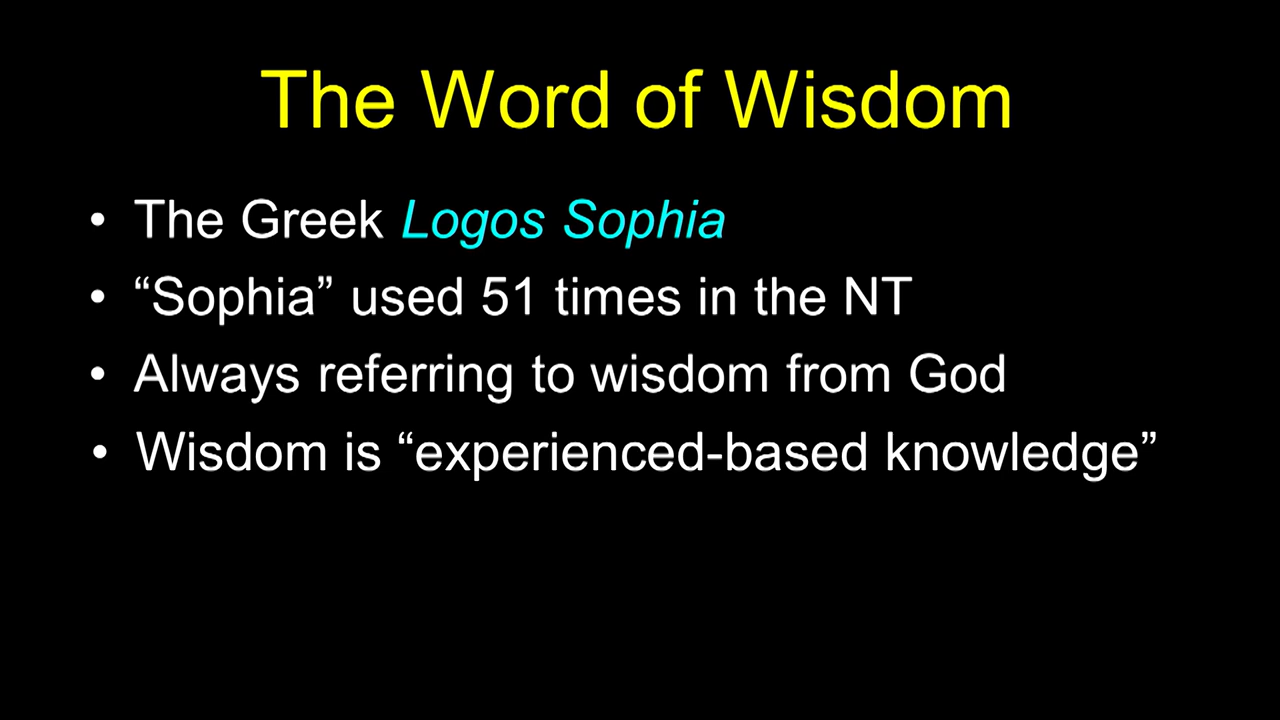 The Word of Wisdom
• The Greek Logos Sophia
• “Sophia” used 51 times in the NT
• Always referring to wisdom from God
• Wisdom is “experienced-based knowledge”